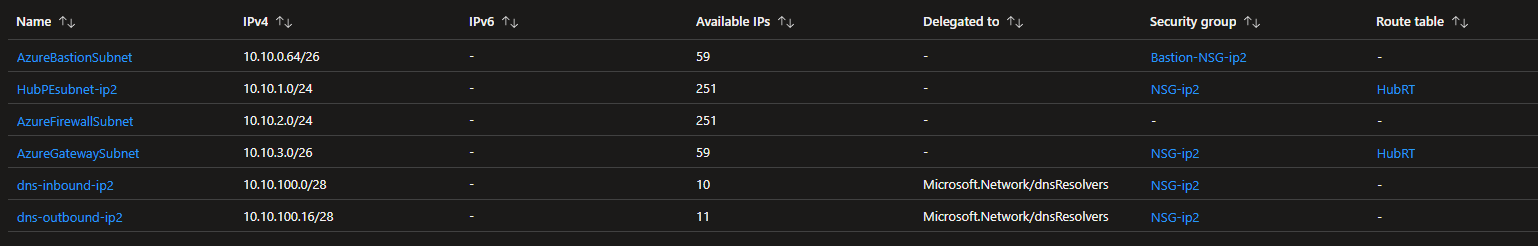 Name ↑↓ IPv4 ↑↓ IPv6 ↑↓ Available IPs ↑↓ Delegated to ↑↓ Security group ↑↓ Route table ↑↓
AzureBastionSubnet 10.10.0.64/26 - 59 - Bastion-NSG-ip2 -
HubPEsubnet-ip2 10.10.1.0/24 - 251 - NSG-ip2 HubRT
AzureFirewallSubnet 10.10.2.0/24 - 251 - - -
AzureGatewaySubnet 10.10.3.0/26 - 59 - NSG-ip2 HubRT
dns-inbound-ip2 10.10.100.0/28 - 10 Microsoft.Network/dnsResolvers NSG-ip2 -
dns-outbound-ip2 10.10.100.16/28 - 11 Microsoft.Network/dnsResolvers NSG-ip2 -